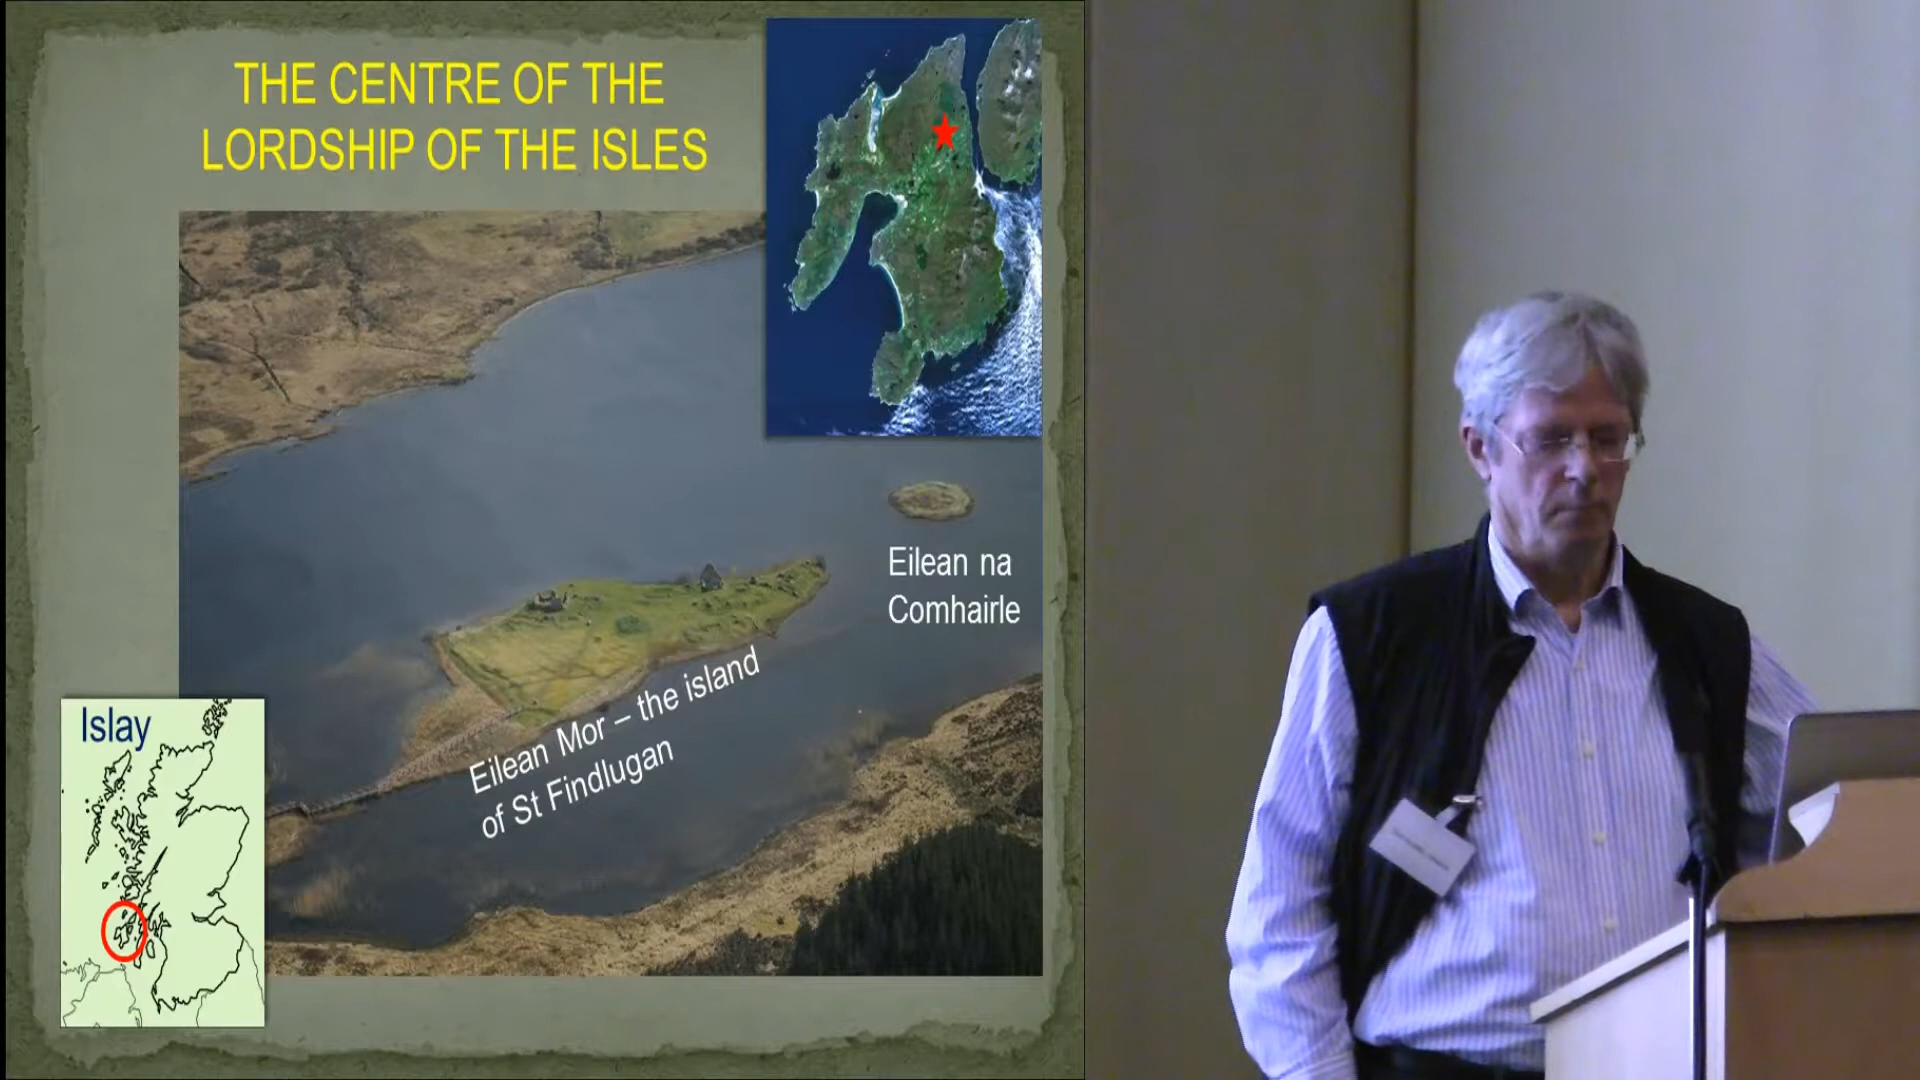 THE CENTRE OF THE
LORDSHIP OF THE ISLES
Eilean na
Comhairle
Eilean Mor – the island
of St Findlugan
Islay